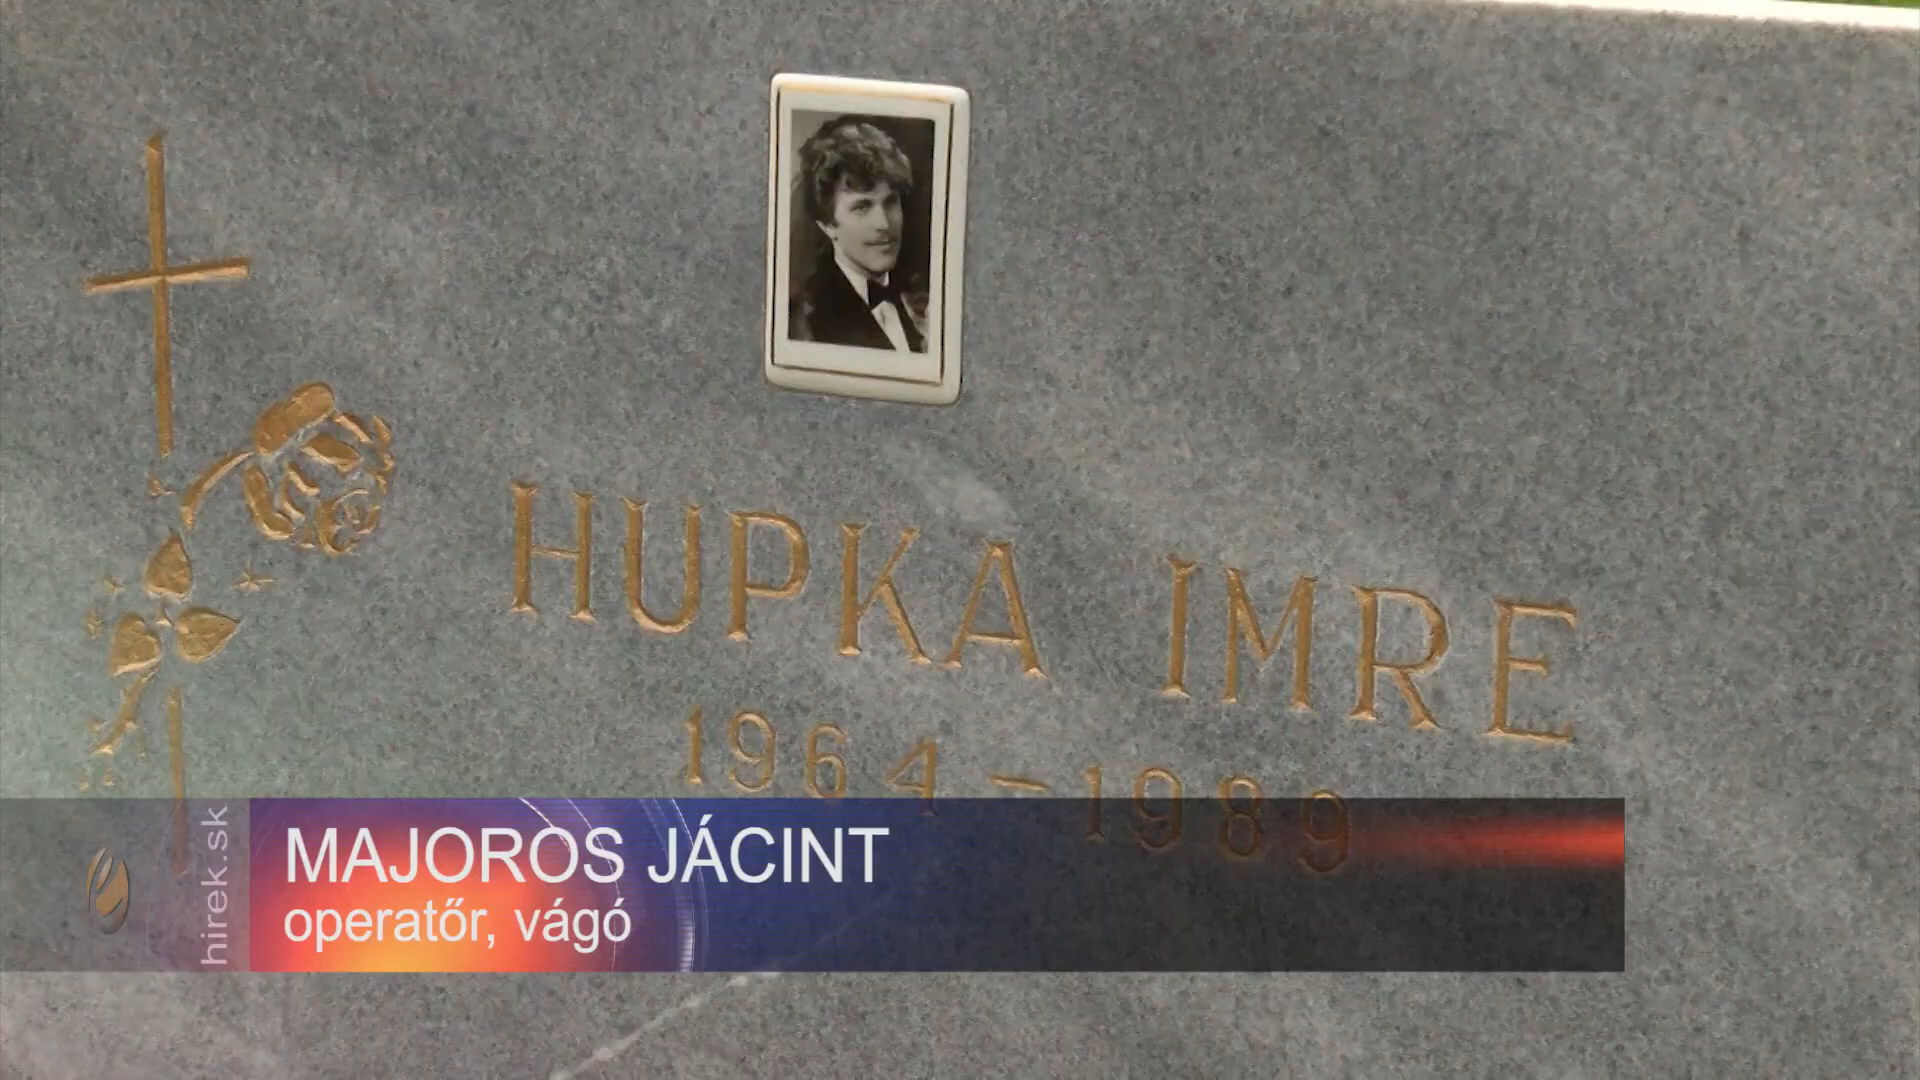 HUPKA IMRE
1964-1989
hirek.sk
MAJOROS JÁCINT
operatőr, vágó